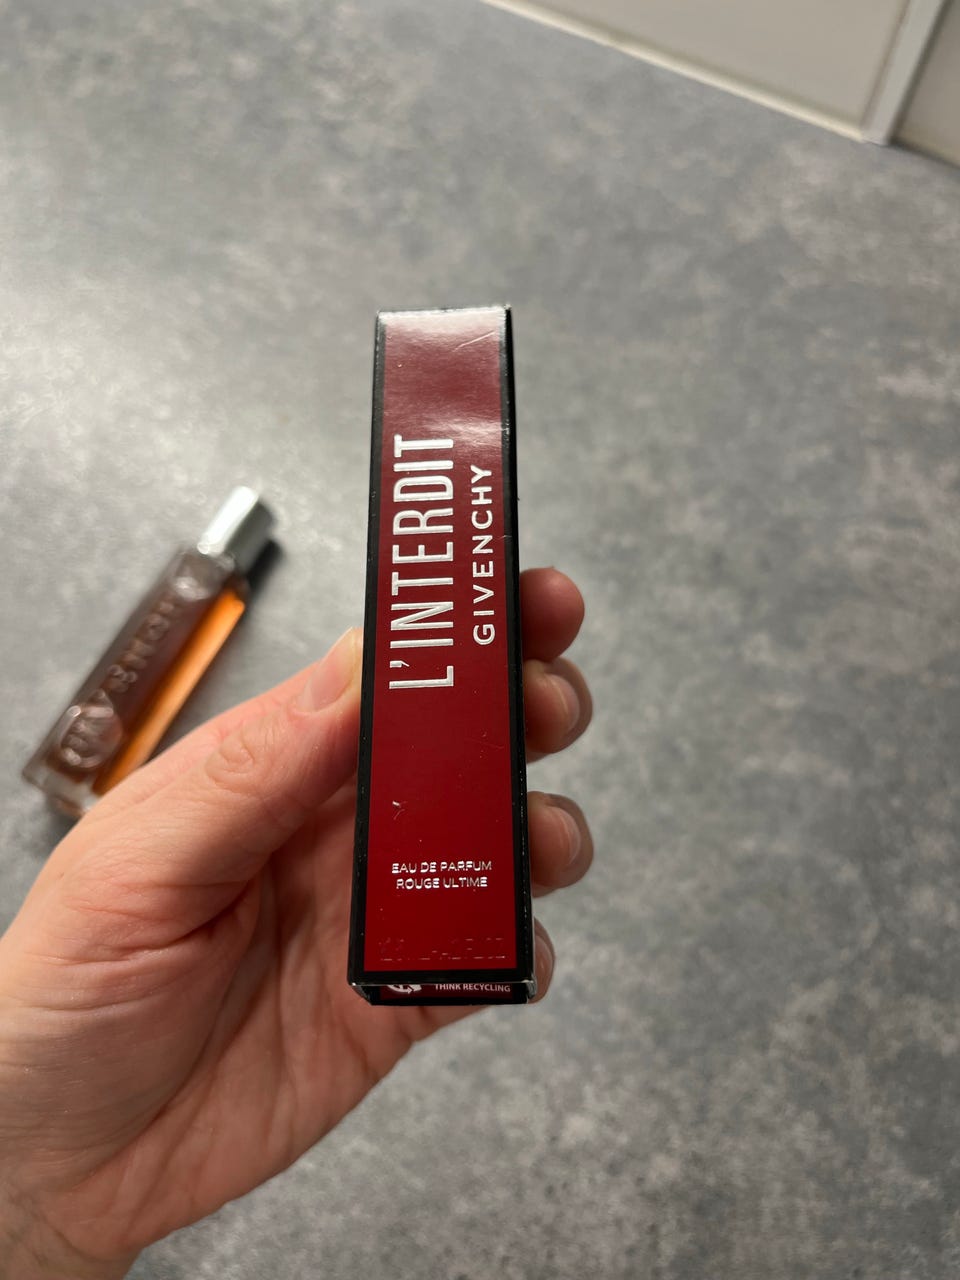 L'INTERDIT
GIVENCHY
EAU DE PARFUM
ROUGE ULTIME
THINK RECYCLING